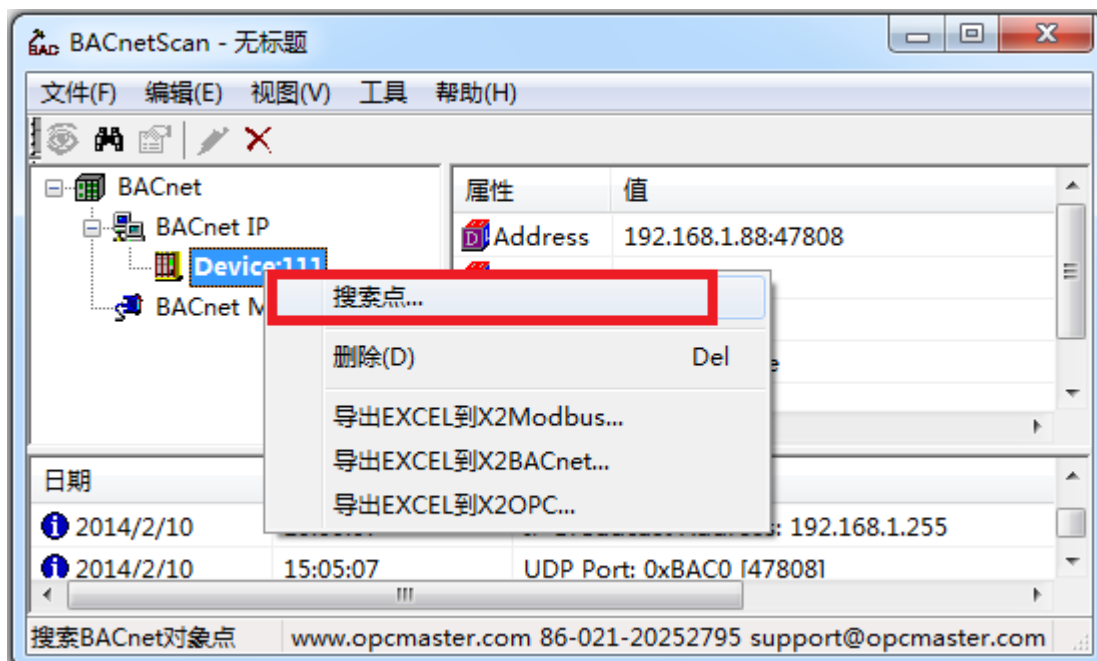 BAC BACnetScan - 无标题
文件(F) 编辑(E) 视图(V) 工具 帮助(H)
BACnet
BACnet IP
Device:111
BACnet M
属性 值
D Address 192.168.1.88:47808
搜索点...
删除(D) Del
导出EXCEL到X2Modbus...
导出EXCEL到X2BACnet...
导出EXCEL到X2OPC...
日期
2014/2/10 : 192.168.1.255
2014/2/10 15:05:07 UDP Port: 0xBAC0 [47808]
搜索BACnet对象点 www.opcmaster.com 86-021-20252795 support@opcmaster.com